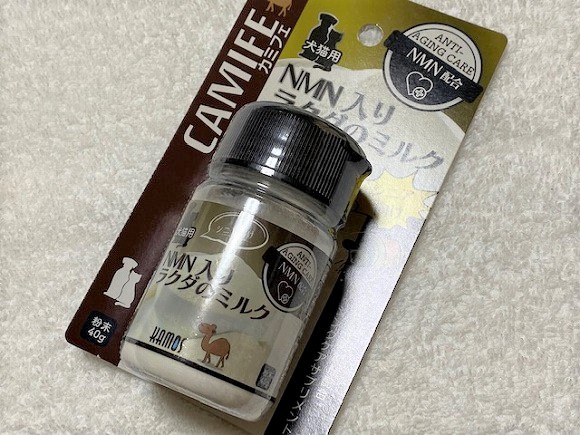 CAMIFE
カミフェ
犬猫用
ANTI-
AGING CARE
NMN配合
NMN入り
ラクダのミルク
粉末
40g
犬猫用
ANTI-
AGING CARE
NMN
NMN入り
ラクダのミルク
KAMOS